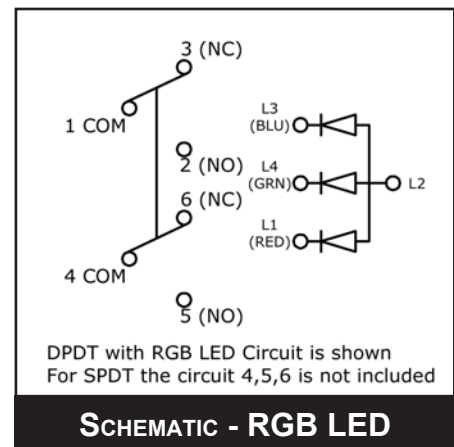 3 (NC)
1 COM
2 (NO)
6 (NC)
4 COM
5 (NO)
L3
(BLU)
L4
(GRN)
L2
L1
(RED)
DPDT with RGB LED Circuit is shown
For SPDT the circuit 4,5,6 is not included
SCHEMATIC - RGB LED